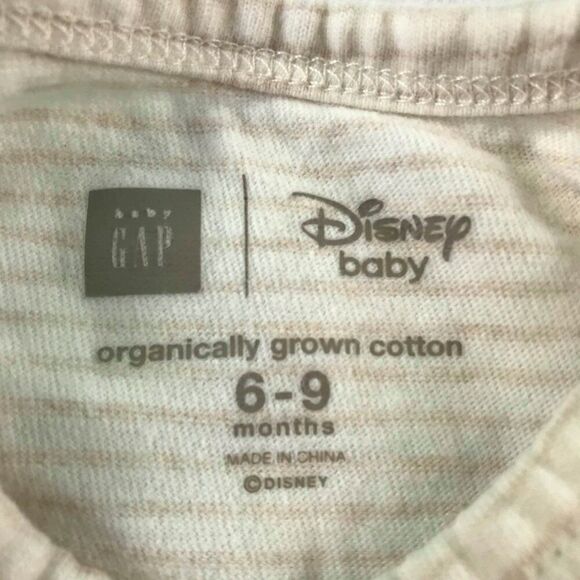 baby
GAP
Disney
baby
organically grown cotton
6-9
months
MADE IN CHINA
©DISNEY